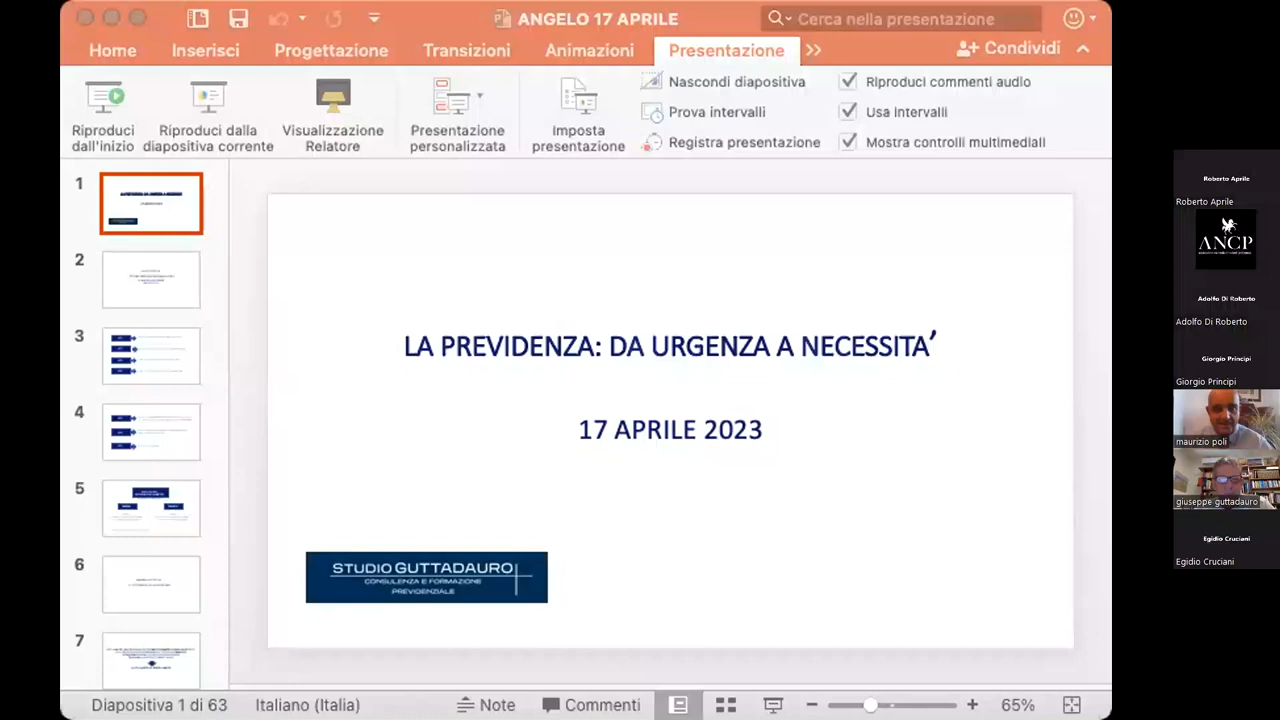 ANGELO 17 APRILE
Cerca nella presentazione
Home
Inserisci
Progettazione
Transizioni
Animazioni
Presentazione
Condividi
Riproduci
dall'inizio
Riproduci dalla
diapositiva corrente
Visualizzazione
Relatore
Presentazione
personalizzata
Imposta
presentazione
Nascondi diapositiva
Prova intervalli
Registra presentazione
Riproduci commenti audio
Usa intervalli
Mostra controlli multimediali
1
2
3
4
5
6
7
LA PREVIDENZA: DA URGENZA A NECESSITA’
17 APRILE 2023
STUDIO GUTTADAURO
CONSULENZA E FORMAZIONE
PREVIDENZIALE
Diapositiva 1 di 63
Italiano (Italia)
Note
Commenti
65%
Roberto Aprile
Roberto Aprile
ANCP
Adolfo Di Roberto
Adolfo Di Roberto
Giorgio Principi
Giorgio Principi
maurizio poli
giuseppe guttadauro
Egidio Cruciani
Egidio Cruciani